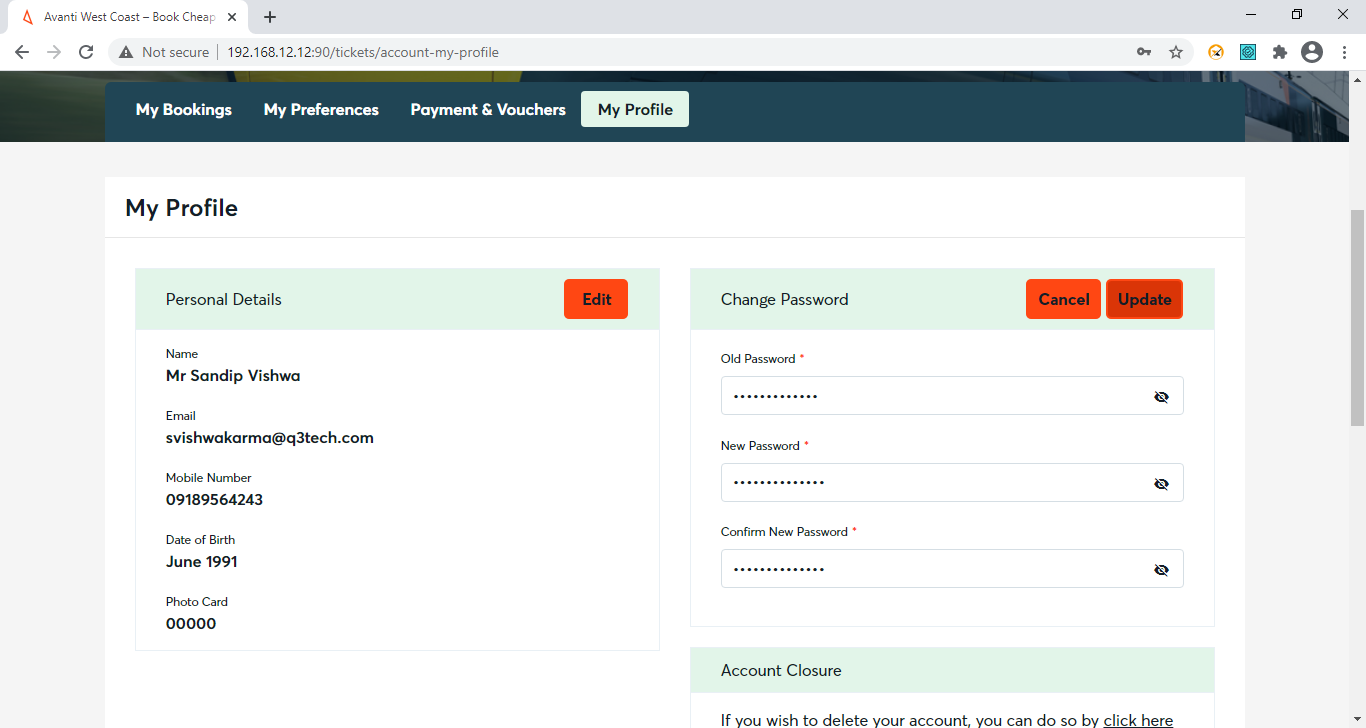 Avanti West Coast – Book Cheap
Not secure
192.168.12.12:90/tickets/account-my-profile
My Bookings
My Preferences
Payment & Vouchers
My Profile
My Profile
Personal Details
Edit
Name
Mr Sandip Vishwa
Email
svishwakarma@q3tech.com
Mobile Number
09189564243
Date of Birth
June 1991
Photo Card
00000
Change Password
Cancel
Update
Old Password *
•••••••••••••
New Password *
••••••••••••••
Confirm New Password *
••••••••••••••
Account Closure
If you wish to delete your account, you can do so by click here